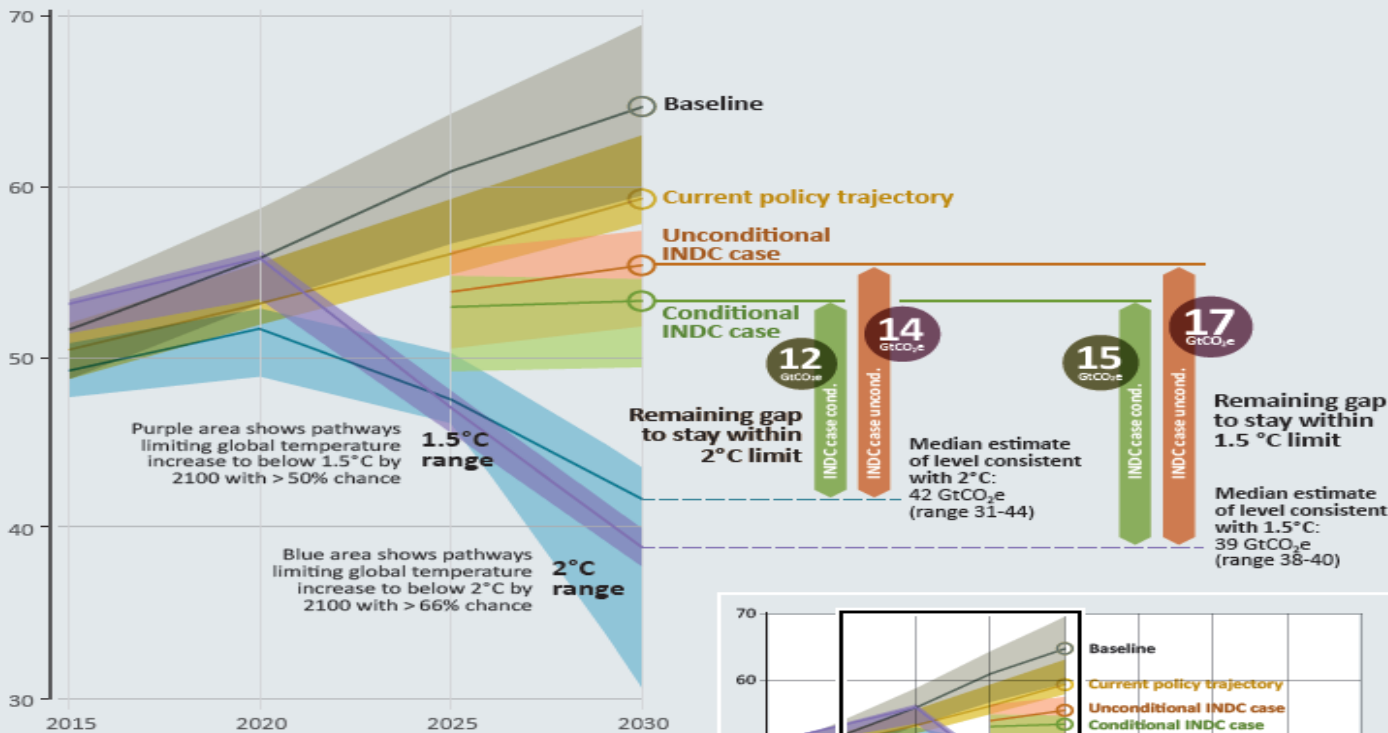 70
60
50
40
30
2015
2020
2025
2030
Baseline
Current policy trajectory
Unconditional
INDC case
Conditional
INDC case
12
GtCO₂e
14
GtCO₂e
15
GtCO₂e
17
GtCO₂e
INDC case cond.
INDC case uncond.
INDC case cond.
INDC case uncond.
Remaining gap
to stay within
2°C limit
Median estimate
of level consistent
with 2°C:
42 GtCO₂e
(range 31-44)
Remaining gap
to stay within
1.5 °C limit
Median estimate
of level consistent
with 1.5°C:
39 GtCO₂e
(range 38-40)
Purple area shows pathways
limiting global temperature
increase to below 1.5°C by
2100 with > 50% chance
1.5°C
range
Blue area shows pathways
limiting global temperature
increase to below 2°C by
2100 with > 66% chance
2°C
range
70
60
Baseline
Current policy trajectory
Unconditional INDC case
Conditional INDC case